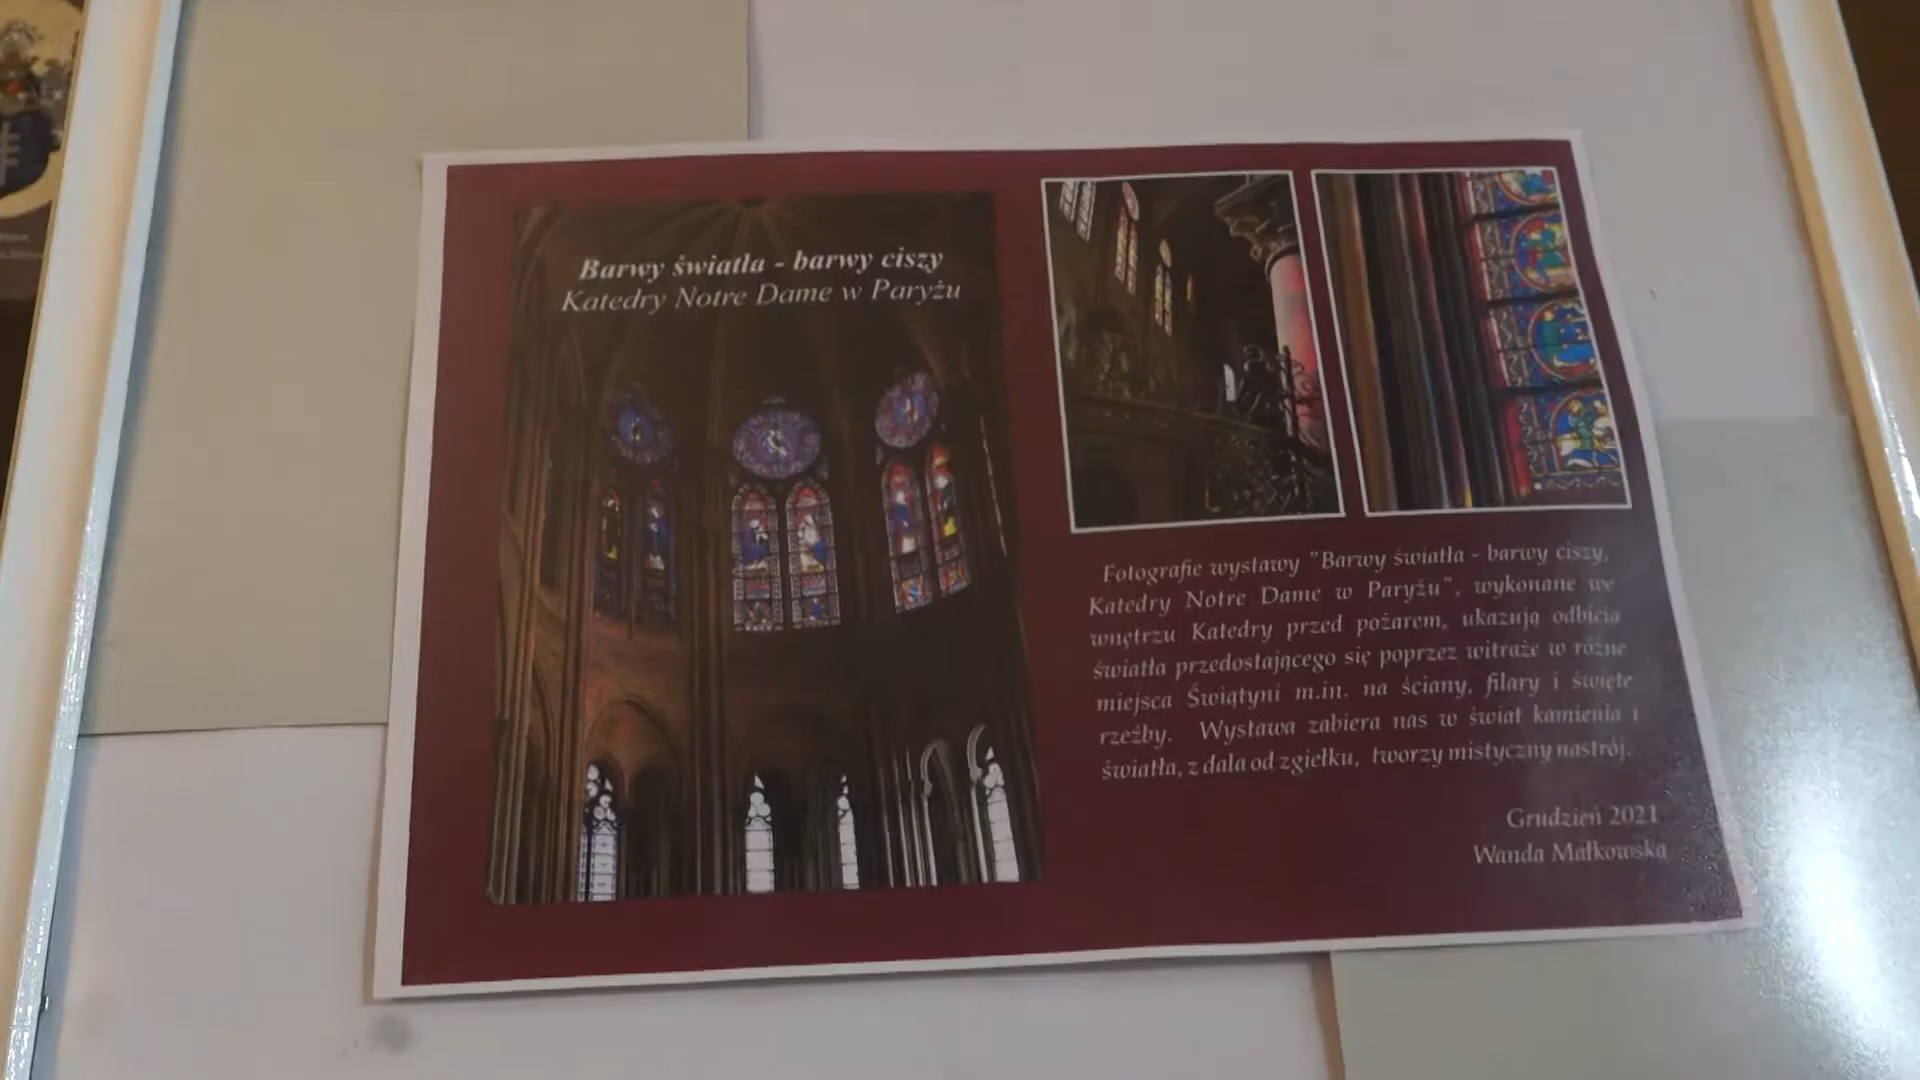 Barwy światła - barwy ciszy
Katedry Notre Dame w Paryżu
Fotografie wystawy "Barwy światła - barwy ciszy,
Katedry Notre Dame w Paryżu", wykonane we
wnętrzu Katedry przed pożarem, ukazują odbicia
światła przedostającego się poprzez witraże w różne
miejsca Świątyni m.in. na ściany, filary i święte
rzeźby. Wystawa zabiera nas w świat kamienia i
światła, z dala od zgiełku, tworzy mistyczny nastrój.
Grudzień 2021
Wanda Małkowska